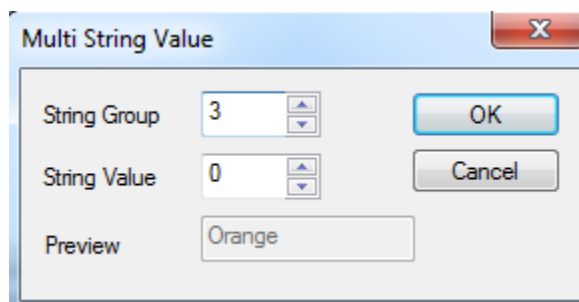 Multi String Value
String Group 3 OK
String Value 0 Cancel
Preview Orange